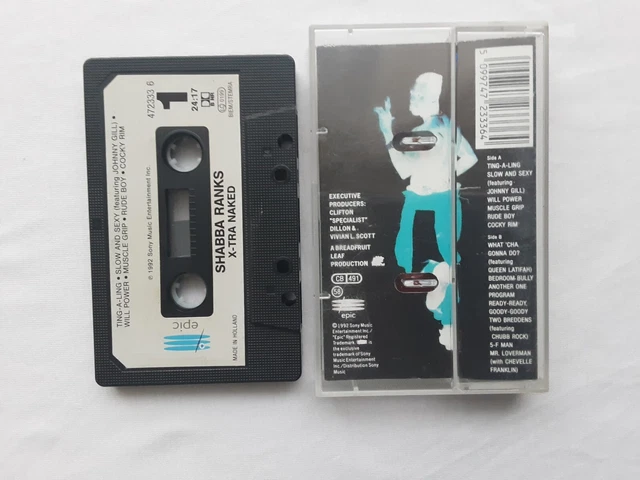 472333 6
1
24:17
BIEM/STEMRA
TING-A-LING • SLOW AND SEXY (featuring JOHNNY GILL) •
WILL POWER • MUSCLE GRIP • RUDE BOY • COCKY RIM
℗ 1992 Sony Music Entertainment Inc.
SHABBA RANKS
X-TRA NAKED
epic
MADE IN HOLLAND
5 099747 233364
EXECUTIVE
PRODUCERS:
CLIFTON
"SPECIALIST"
DILLON &
VIVIAN L. SCOTT
A BREADFRUIT
LEAF
PRODUCTION
CB 491
58
epic
℗ 1992 Sony Music
Entertainment Inc./
"Epic" Registered
Trademark
is
the exclusive
trademark of Sony
Music Entertainment
Inc./Distribution Sony
Music
Side A
TING-A-LING
SLOW AND SEXY
(featuring
JOHNNY GILL)
WILL POWER
MUSCLE GRIP
RUDE BOY
COCKY RIM
Side B
WHAT 'CHA
GONNA DO?
(featuring
QUEEN LATIFAH)
BEDROOM BULLY
ANOTHER ONE
PROGRAM
READY-READY,
GOODY-GOODY
TWO BREDDENS
(featuring
CHUBB ROCK)
5-F MAN
MR. LOVERMAN
(with CHEVELLE
FRANKLIN)